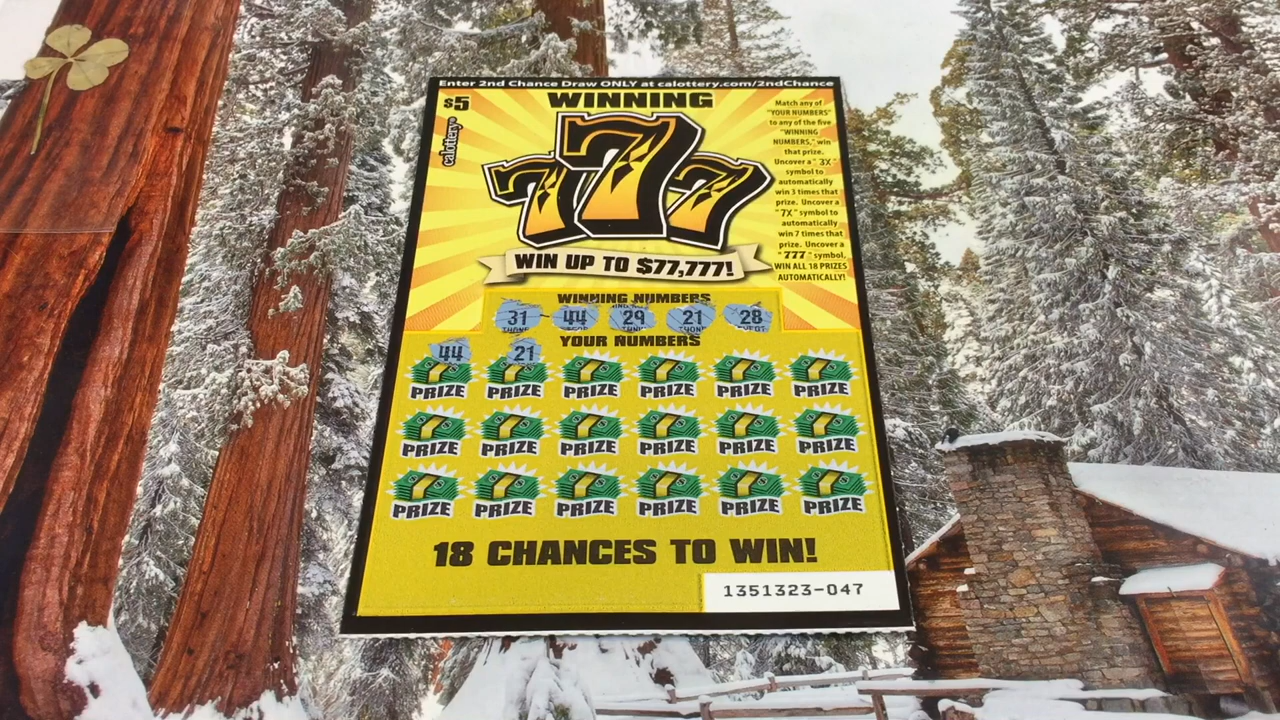 Enter 2nd Chance Draw ONLY at calottery.com/2ndChance
$5
calottery
WINNING
777
WIN UP TO $77,777!
Match any of
"YOUR NUMBERS"
to any of the five
"WINNING
NUMBERS," win
that prize.
Uncover a "3X"
symbol to
automatically
win 3 times that
prize. Uncover a
"7X" symbol to
automatically
win 7 times that
prize. Uncover a
"777" symbol,
WIN ALL 18 PRIZES
AUTOMATICALLY!
WINNING NUMBERS
31 44 29 21 28
YOUR NUMBERS
44 21
PRIZE PRIZE PRIZE PRIZE PRIZE PRIZE
PRIZE PRIZE PRIZE PRIZE PRIZE PRIZE
PRIZE PRIZE PRIZE PRIZE PRIZE PRIZE
18 CHANCES TO WIN!
1351323-047